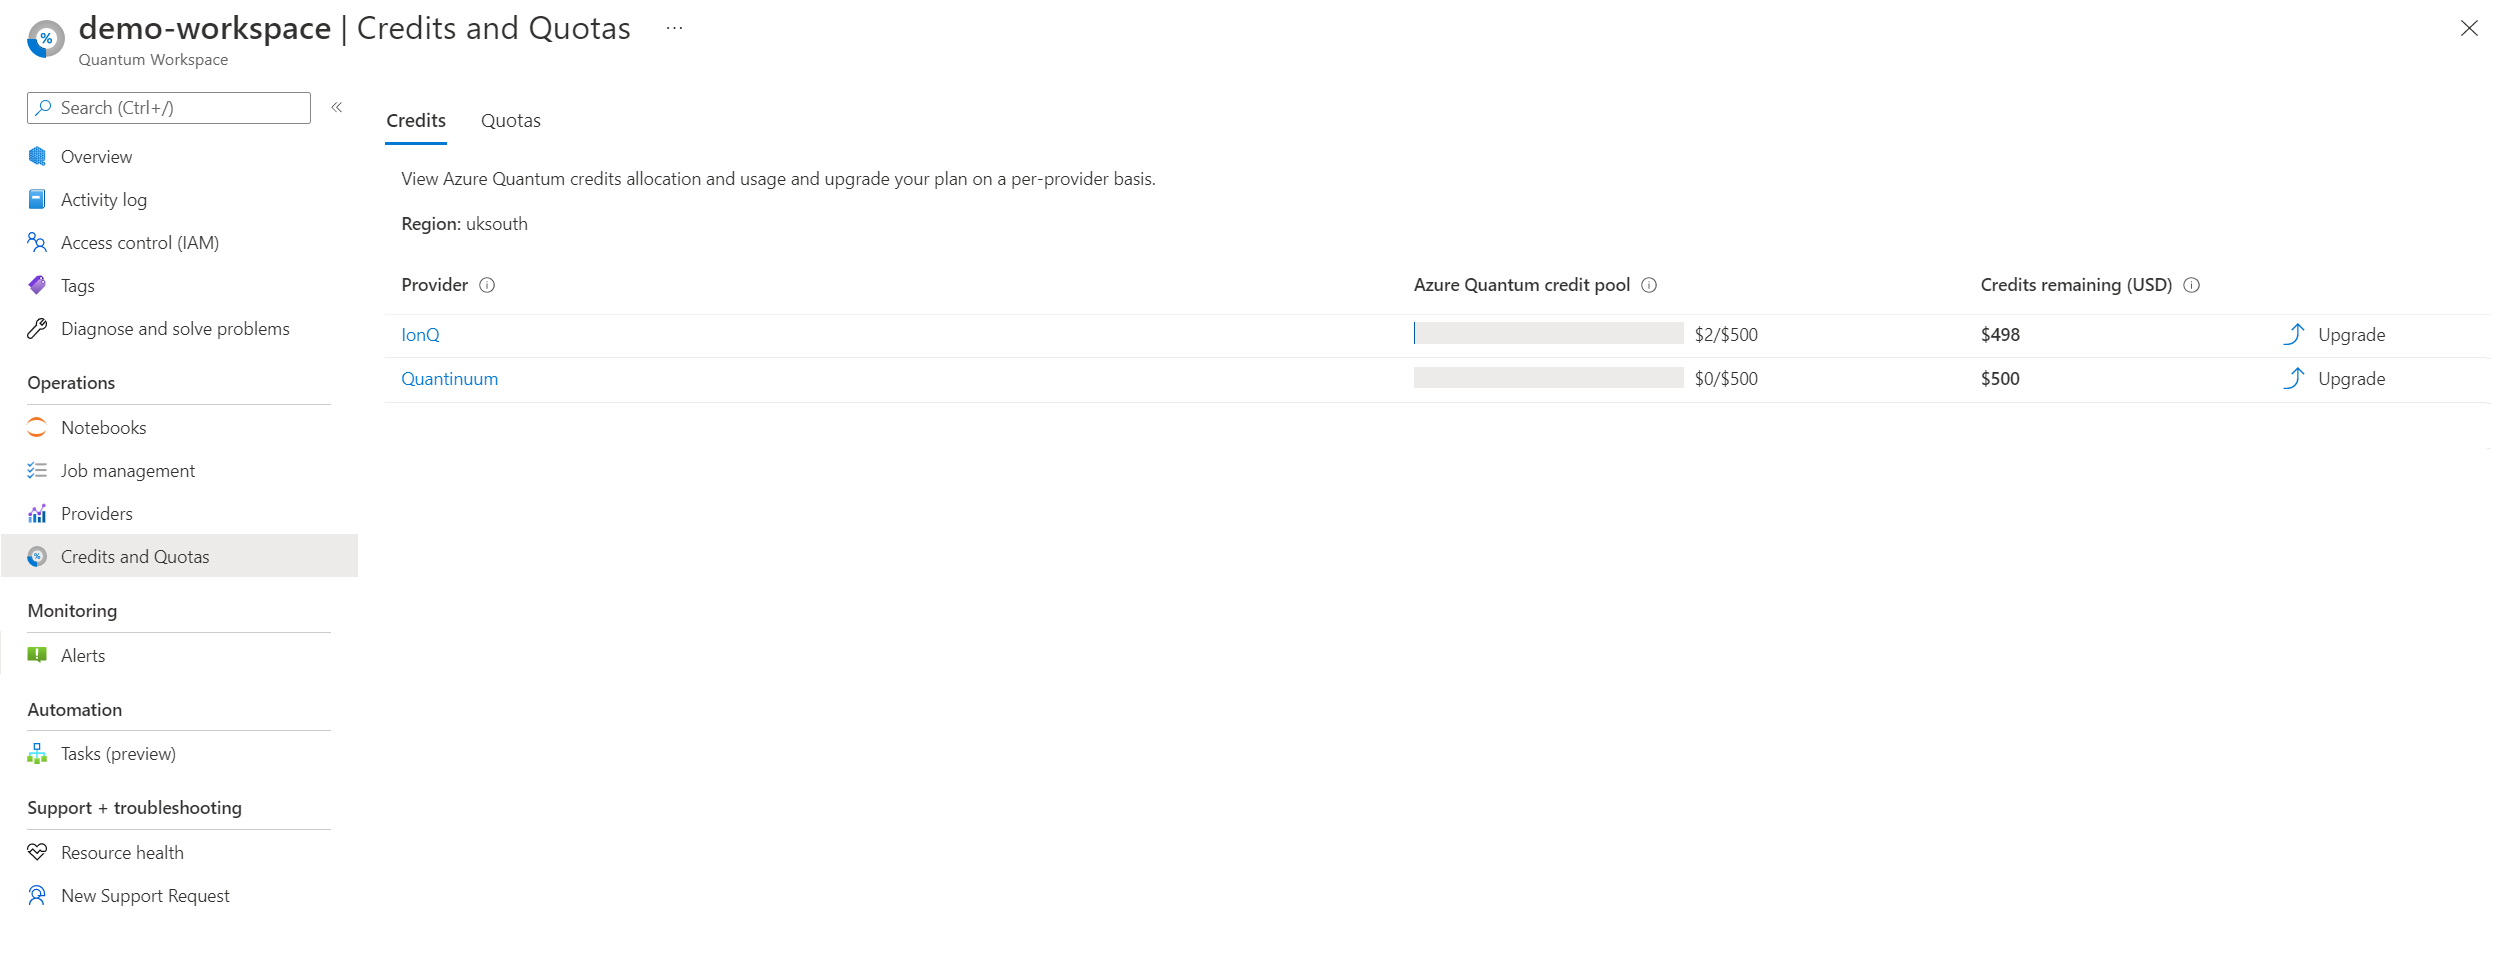 demo-workspace | Credits and Quotas ...
Quantum Workspace
Search (Ctrl+/)
Overview
Activity log
Access control (IAM)
Tags
Diagnose and solve problems
Operations
Notebooks
Job management
Providers
Credits and Quotas
Monitoring
Alerts
Automation
Tasks (preview)
Support + troubleshooting
Resource health
New Support Request
Credits Quotas
View Azure Quantum credits allocation and usage and upgrade your plan on a per-provider basis.
Region: uksouth
Provider Azure Quantum credit pool Credits remaining (USD)
IonQ $2/$500 $498 Upgrade
Quantinuum $0/$500 $500 Upgrade